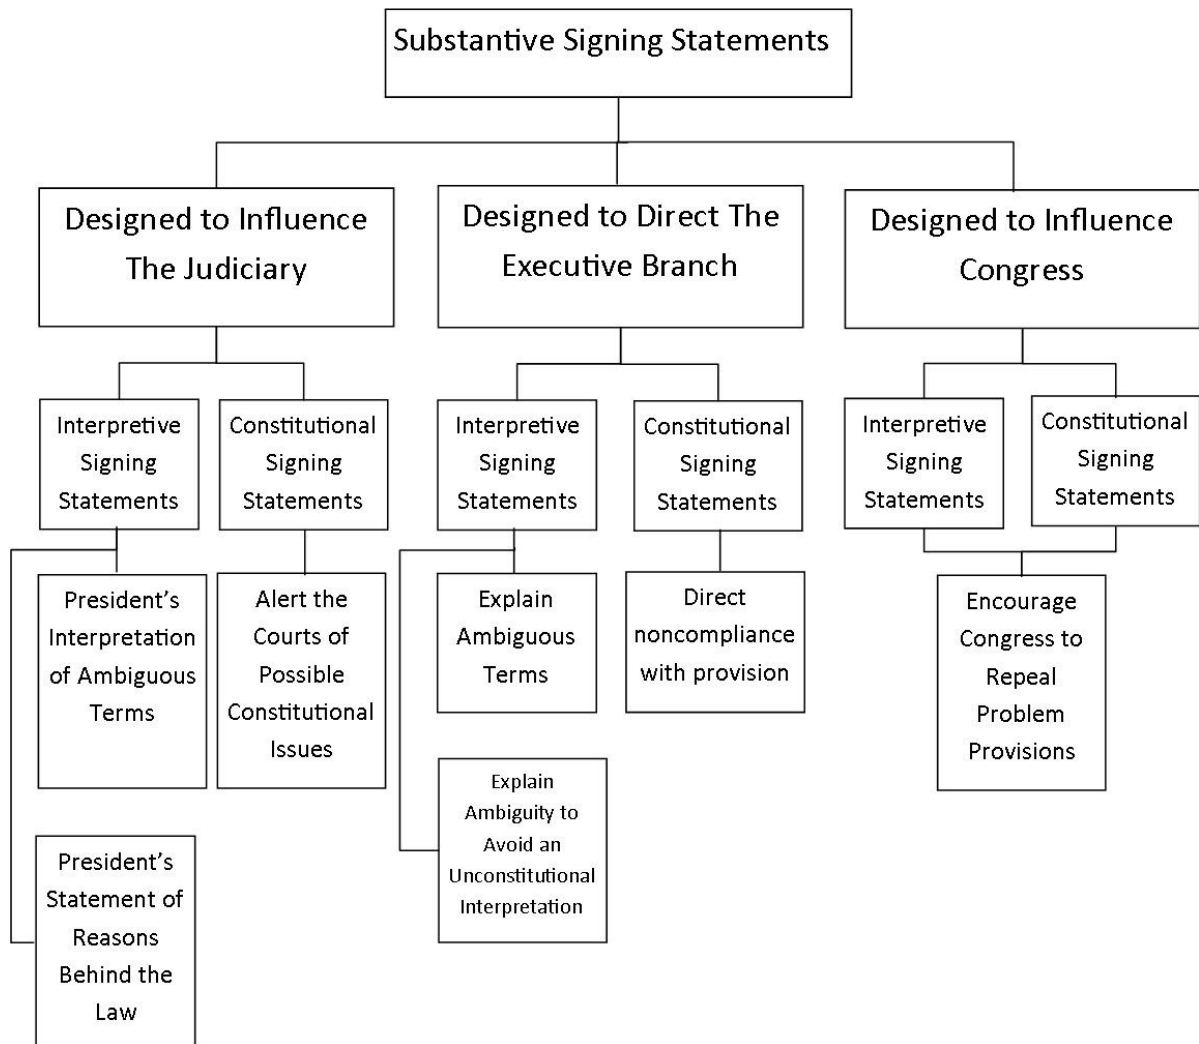 Substantive Signing Statements
Designed to Influence
The Judiciary
Designed to Direct The
Executive Branch
Designed to Influence
Congress
Interpretive
Signing
Statements
Constitutional
Signing
Statements
Interpretive
Signing
Statements
Constitutional
Signing
Statements
Interpretive
Signing
Statements
Constitutional
Signing
Statements
President’s
Interpretation
of Ambiguous
Terms
Alert the
Courts of
Possible
Constitutional
Issues
Explain
Ambiguous
Terms
Direct
noncompliance
with provision
Encourage
Congress to
Repeal
Problem
Provisions
President’s
Statement of
Reasons
Behind the
Law
Explain
Ambiguity to
Avoid an
Unconstitutional
Interpretation